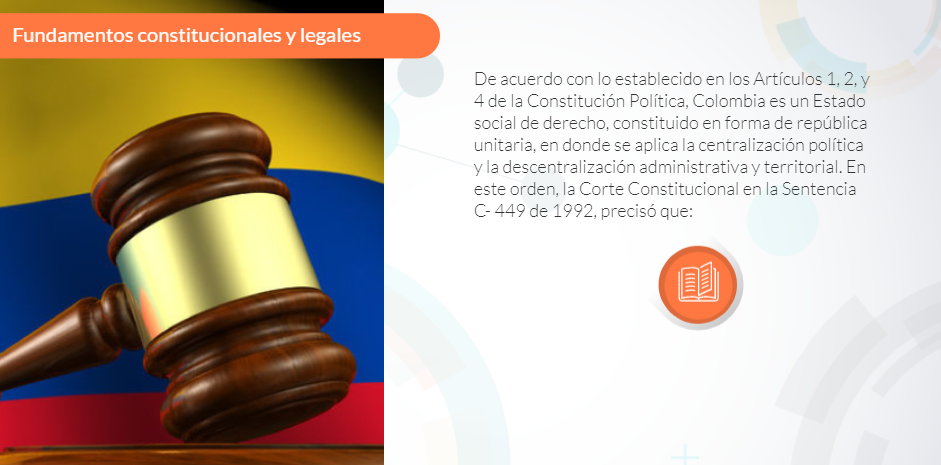 Fundamentos constitucionales y legales
De acuerdo con lo establecido en los Artículos 1, 2, y
4 de la Constitución Política, Colombia es un Estado
social de derecho, constituido en forma de república
unitaria, en donde se aplica la centralización política
y la descentralización administrativa y territorial. En
este orden, la Corte Constitucional en la Sentencia
C- 449 de 1992, precisó que: